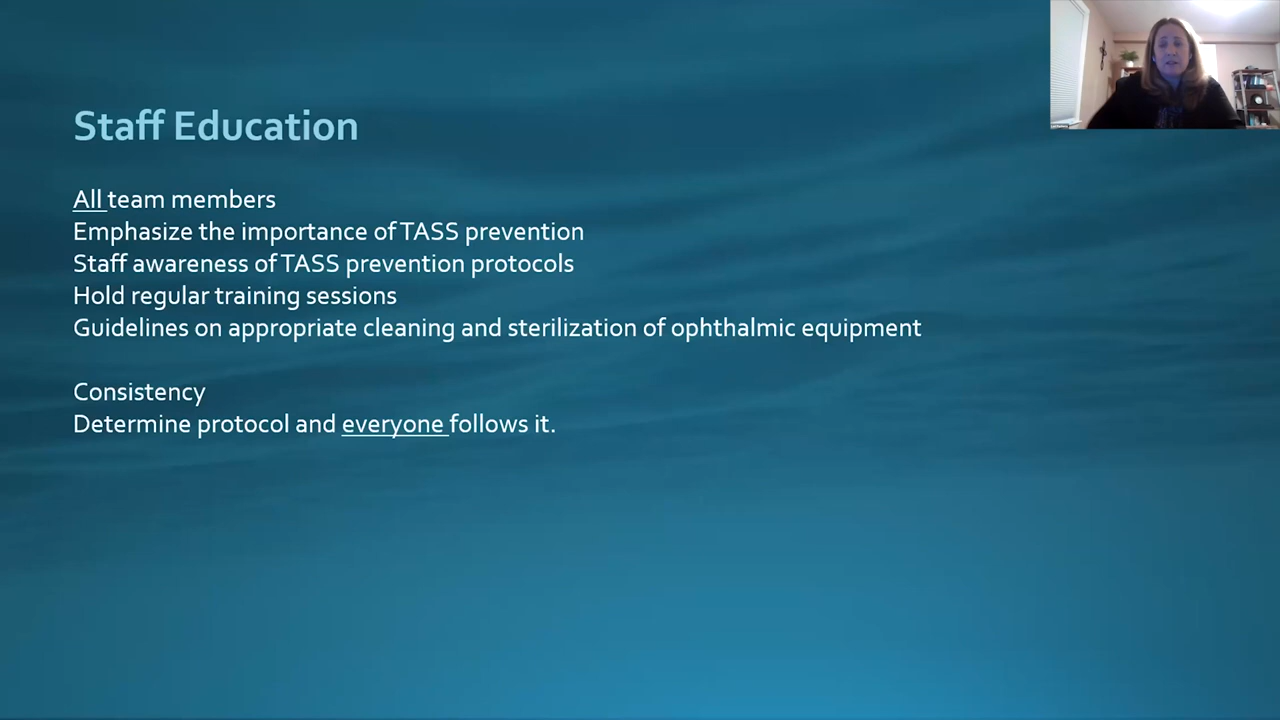 Staff Education
All team members
Emphasize the importance of TASS prevention
Staff awareness of TASS prevention protocols
Hold regular training sessions
Guidelines on appropriate cleaning and sterilization of ophthalmic equipment
Consistency
Determine protocol and everyone follows it.